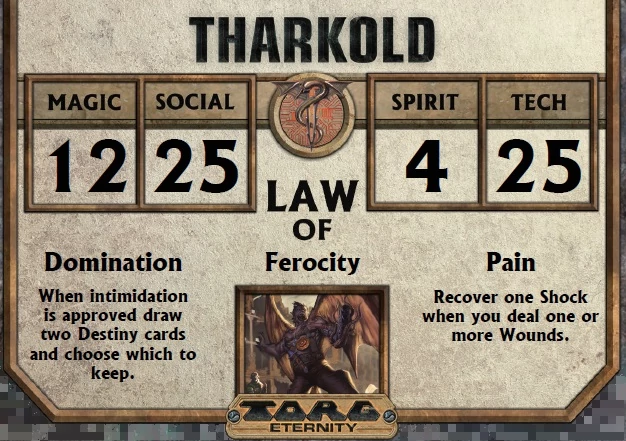 THARKOLD
MAGIC
SOCIAL
SPIRIT
TECH
12
25
4
25
LAW
OF
Domination
Ferocity
Pain
When intimidation
is approved draw
two Destiny cards
and choose which to
keep.
Recover one Shock
when you deal one or
more Wounds.
TORG
ETERNITY